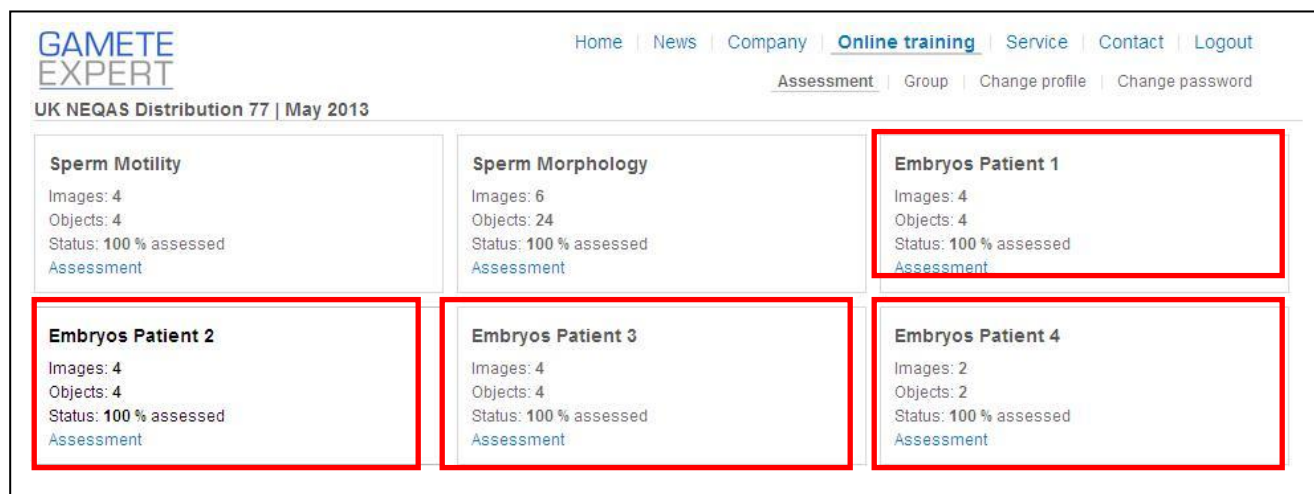 GAMETE
EXPERT
Home | News | Company | Online training | Service | Contact | Logout
Assessment | Group | Change profile | Change password
UK NEQAS Distribution 77 | May 2013
Sperm Motility
Images: 4
Objects: 4
Status: 100 % assessed
Assessment
Sperm Morphology
Images: 6
Objects: 24
Status: 100 % assessed
Assessment
Embryos Patient 1
Images: 4
Objects: 4
Status: 100 % assessed
Assessment
Embryos Patient 2
Images: 4
Objects: 4
Status: 100 % assessed
Assessment
Embryos Patient 3
Images: 4
Objects: 4
Status: 100 % assessed
Assessment
Embryos Patient 4
Images: 2
Objects: 2
Status: 100 % assessed
Assessment